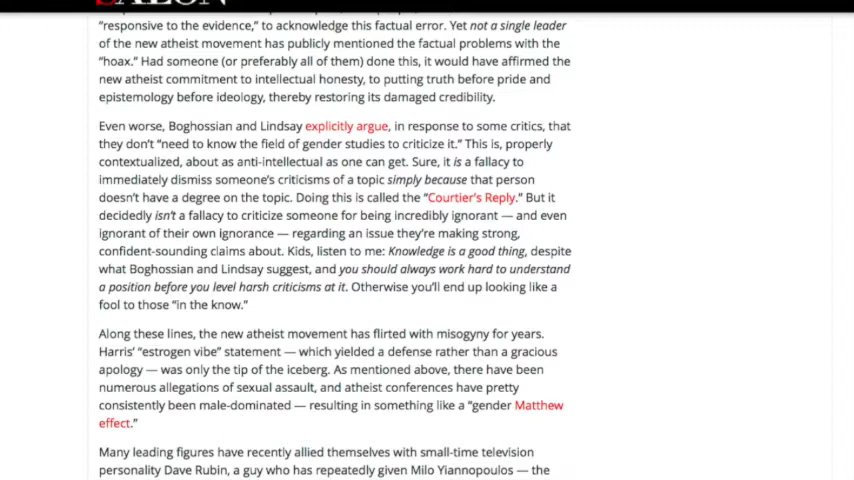 SALON
"responsive to the evidence," to acknowledge this factual error. Yet not a single leader
of the new atheist movement has publicly mentioned the factual problems with the
"hoax." Had someone (or preferably all of them) done this, it would have affirmed the
new atheist commitment to intellectual honesty, to putting truth before pride and
epistemology before ideology, thereby restoring its damaged credibility.
Even worse, Boghossian and Lindsay explicitly argue, in response to some critics, that
they don't "need to know the field of gender studies to criticize it." This is, properly
contextualized, about as anti-intellectual as one can get. Sure, it is a fallacy to
immediately dismiss someone's criticisms of a topic simply because that person
doesn't have a degree on the topic. Doing this is called the "Courtier's Reply." But it
decidedly isn't a fallacy to criticize someone for being incredibly ignorant — and even
ignorant of their own ignorance — regarding an issue they're making strong,
confident-sounding claims about. Kids, listen to me: Knowledge is a good thing, despite
what Boghossian and Lindsay suggest, and you should always work hard to understand
a position before you level harsh criticisms at it. Otherwise you'll end up looking like a
fool to those "in the know."
Along these lines, the new atheist movement has flirted with misogyny for years.
Harris' "estrogen vibe" statement — which yielded a defense rather than a gracious
apology — was only the tip of the iceberg. As mentioned above, there have been
numerous allegations of sexual assault, and atheist conferences have pretty
consistently been male-dominated — resulting in something like a "gender Matthew
effect."
Many leading figures have recently allied themselves with small-time television
personality Dave Rubin, a guy who has repeatedly given Milo Yiannopoulos — the